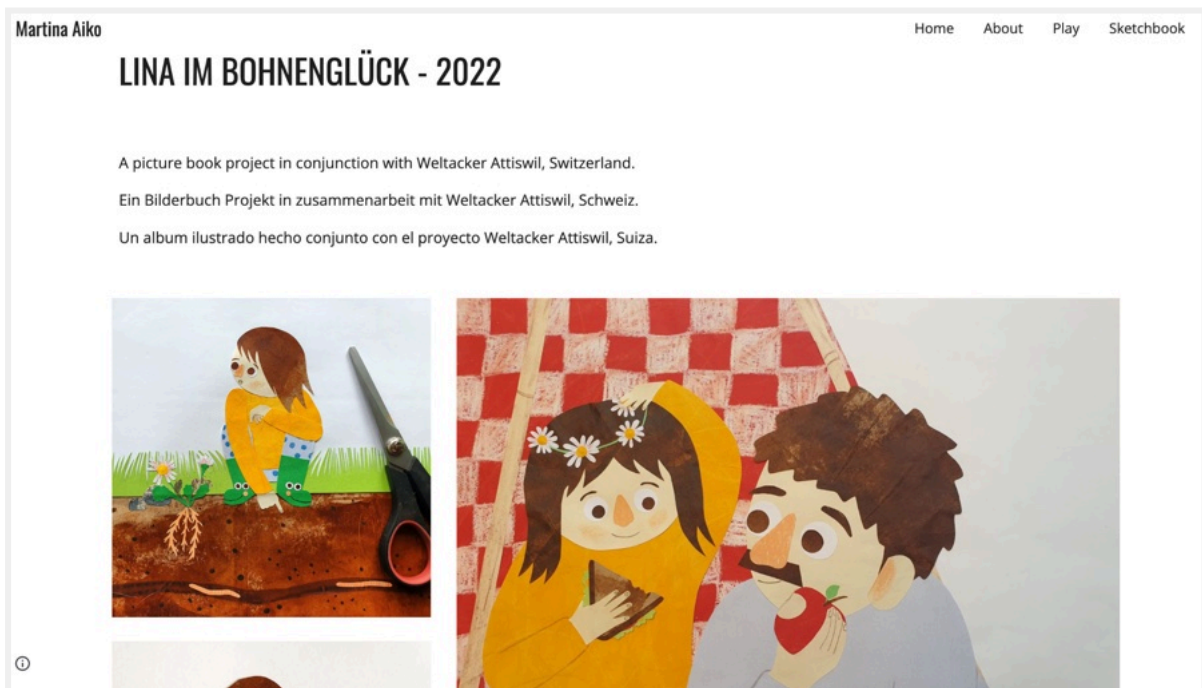 Martina Aiko
Home About Play Sketchbook
LINA IM BOHNENGLÜCK - 2022
A picture book project in conjunction with Weltacker Attiswil, Switzerland.
Ein Bilderbuch Projekt in zusammenarbeit mit Weltacker Attiswil, Schweiz.
Un album ilustrado hecho conjunto con el proyecto Weltacker Attiswil, Suiza.